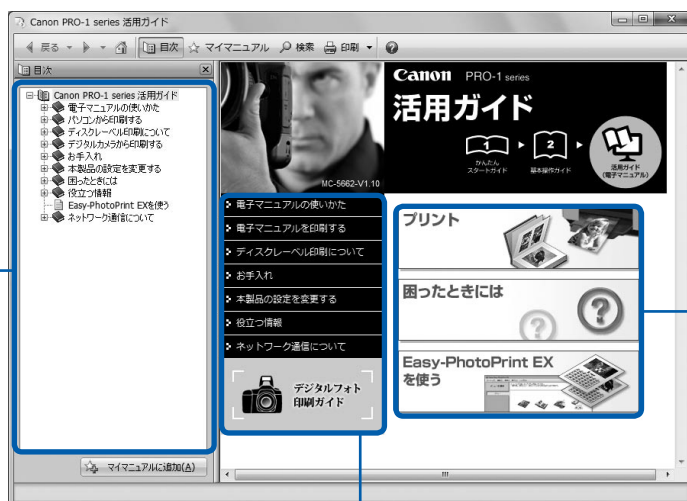 Canon PRO-1 series 活用ガイド
戻る
目次
マイマニュアル
検索
印刷
目次
Canon PRO-1 series 活用ガイド
電子マニュアルの使いかた
パソコンから印刷する
ディスクレーベル印刷について
デジタルカメラから印刷する
お手入れ
本製品の設定を変更する
困ったときには
役立つ情報
Easy-PhotoPrint EXを使う
ネットワーク通信について
マイマニュアルに追加(A)
Canon PRO-1 series
活用ガイド
1
2
かんたん
スタートガイド
基本操作ガイド
活用ガイド
(電子マニュアル)
MC-5662-V1.10
電子マニュアルの使いかた
電子マニュアルを印刷する
ディスクレーベル印刷について
お手入れ
本製品の設定を変更する
役立つ情報
ネットワーク通信について
デジタルフォト
印刷ガイド
プリント
困ったときには
Easy-PhotoPrint EX
を使う